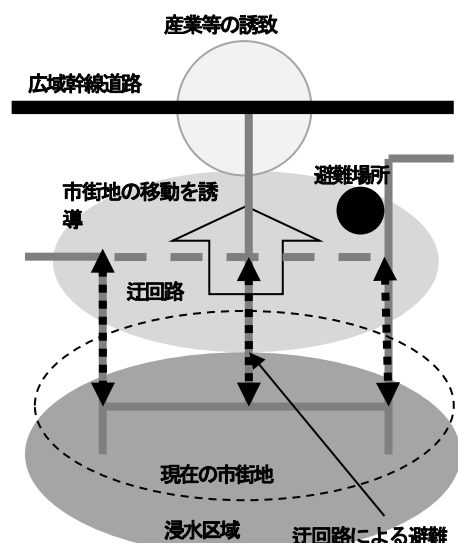 産業等の誘致
広域幹線道路
避難場所
市街地の移動を誘
導
迂回路
現在の市街地
浸水区域
迂回路による避難